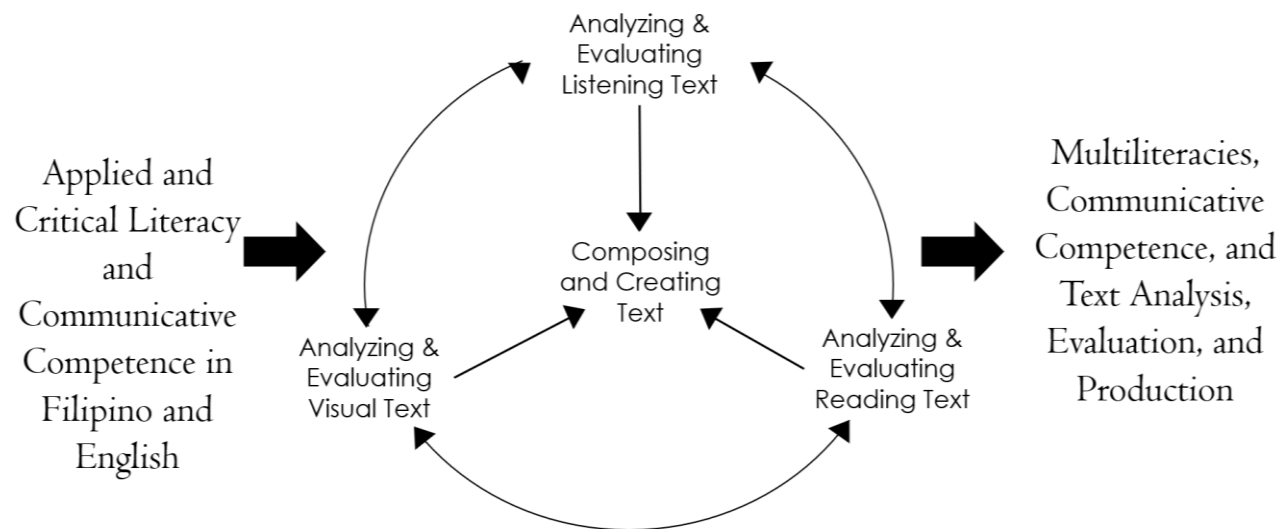 Analyzing &
Evaluating
Listening Text
Applied and
Critical Literacy
and
Communicative
Competence in
Filipino and
English
Composing
and Creating
Text
Analyzing &
Evaluating
Visual Text
Analyzing &
Evaluating
Reading Text
Multiliteracies,
Communicative
Competence, and
Text Analysis,
Evaluation, and
Production